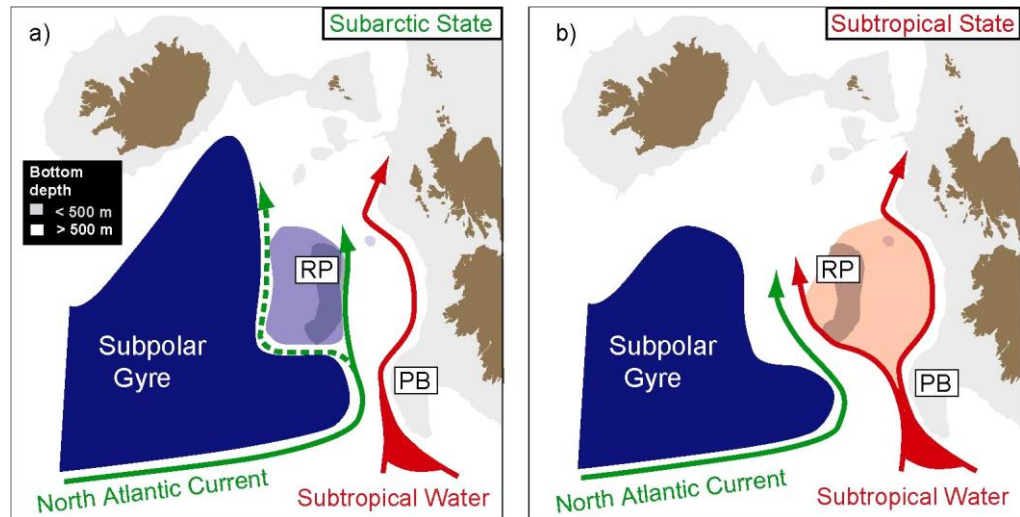 a)
Subarctic State
Bottom
depth
< 500 m
> 500 m
RP
Subpolar
Gyre
PB
North Atlantic Current
Subtropical Water
b)
Subtropical State
RP
Subpolar
Gyre
PB
North Atlantic Current
Subtropical Water